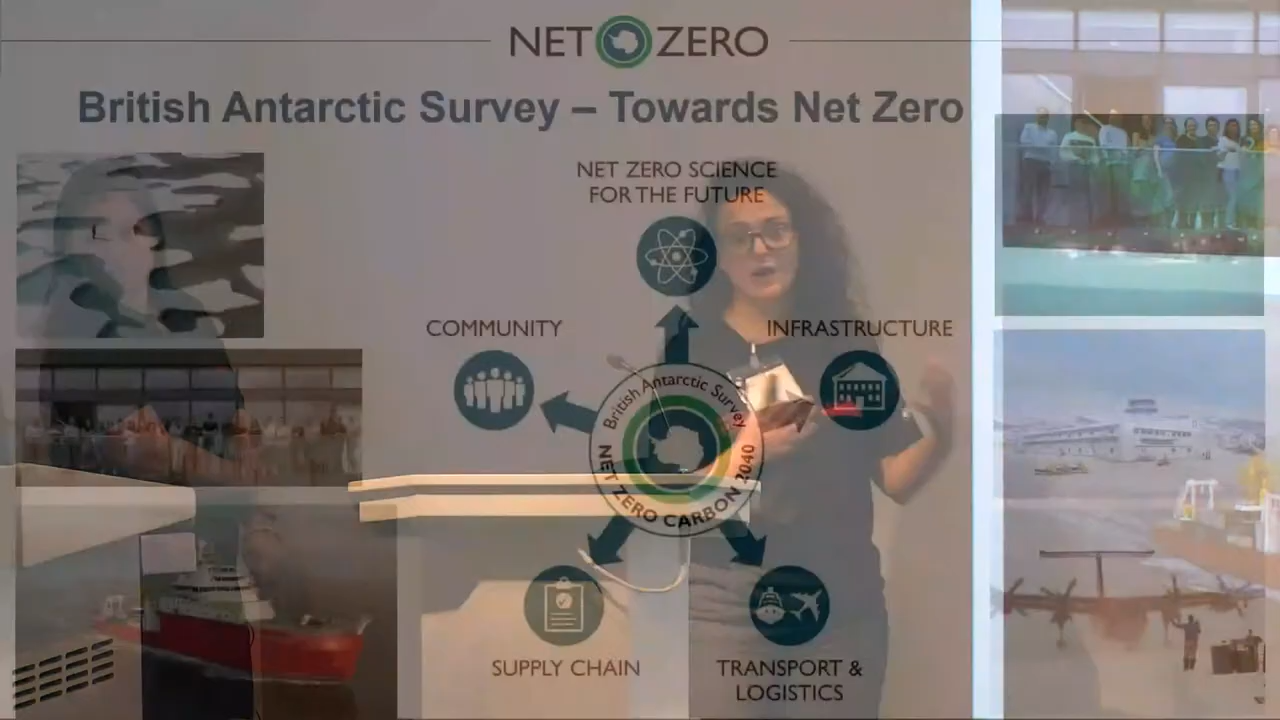 NET ZERO
British Antarctic Survey – Towards Net Zero
NET ZERO SCIENCE
FOR THE FUTURE
COMMUNITY
INFRASTRUCTURE
British Antarctic Survey
NET ZERO CARBON 2040
SUPPLY CHAIN
TRANSPORT &
LOGISTICS